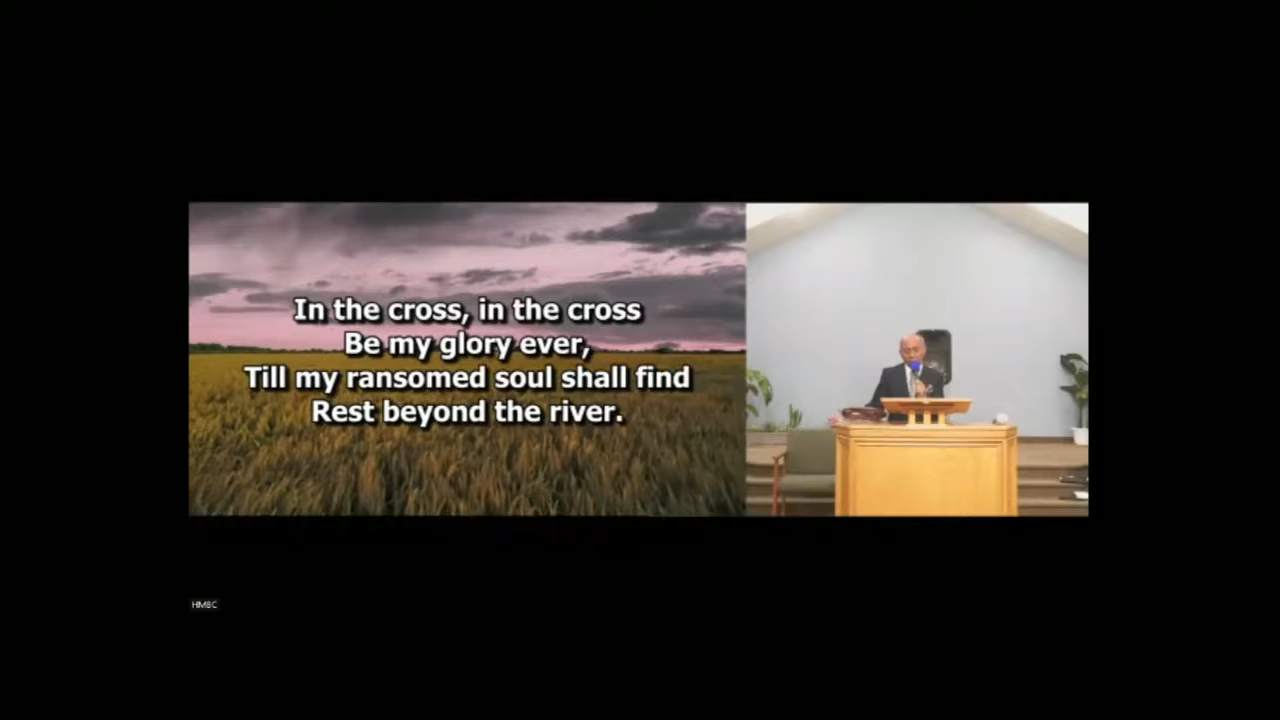 In the cross, in the cross
Be my glory ever,
Till my ransomed soul shall find
Rest beyond the river.
HMBC